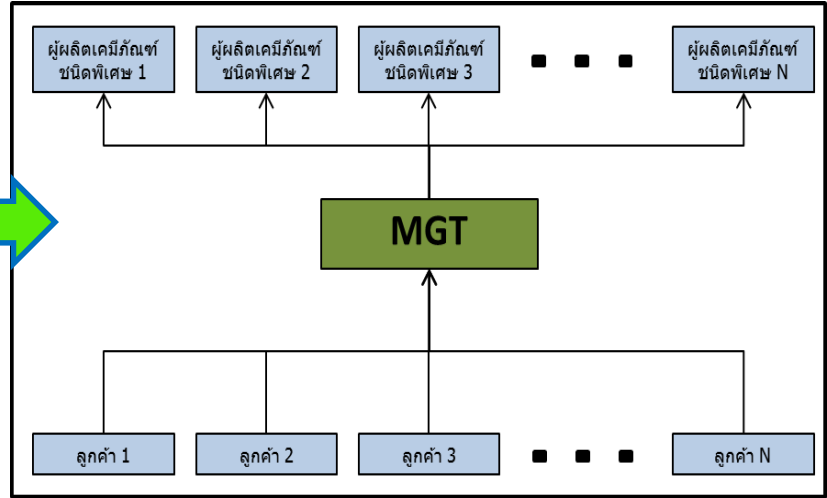 ผู้ผลิตเคมีภัณฑ์
ชนิดพิเศษ 1
ผู้ผลิตเคมีภัณฑ์
ชนิดพิเศษ 2
ผู้ผลิตเคมีภัณฑ์
ชนิดพิเศษ 3
ผู้ผลิตเคมีภัณฑ์
ชนิดพิเศษ N
MGT
ลูกค้า 1
ลูกค้า 2
ลูกค้า 3
ลูกค้า N